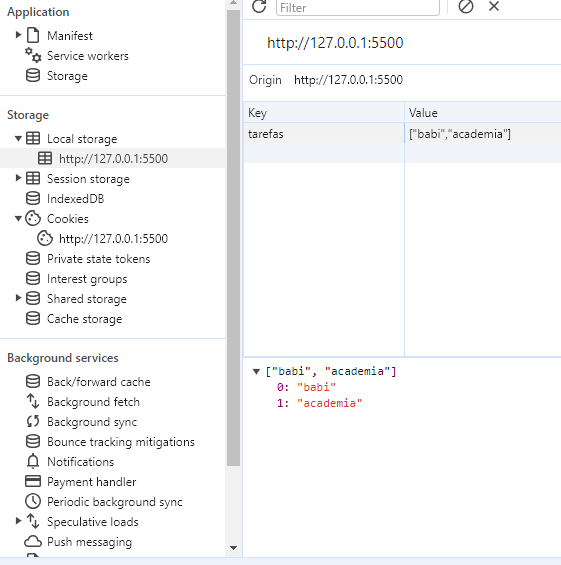 Application
Manifest
Service workers
Storage
Storage
Local storage
http://127.0.0.1:5500
Session storage
IndexedDB
Cookies
http://127.0.0.1:5500
Private state tokens
Interest groups
Shared storage
Cache storage
Background services
Back/forward cache
Background fetch
Background sync
Bounce tracking mitigations
Notifications
Payment handler
Periodic background sync
Speculative loads
Push messaging
Filter
http://127.0.0.1:5500
Origin http://127.0.0.1:5500
Key Value
tarefas ["babi","academia"]
["babi", "academia"]
0: "babi"
1: "academia"